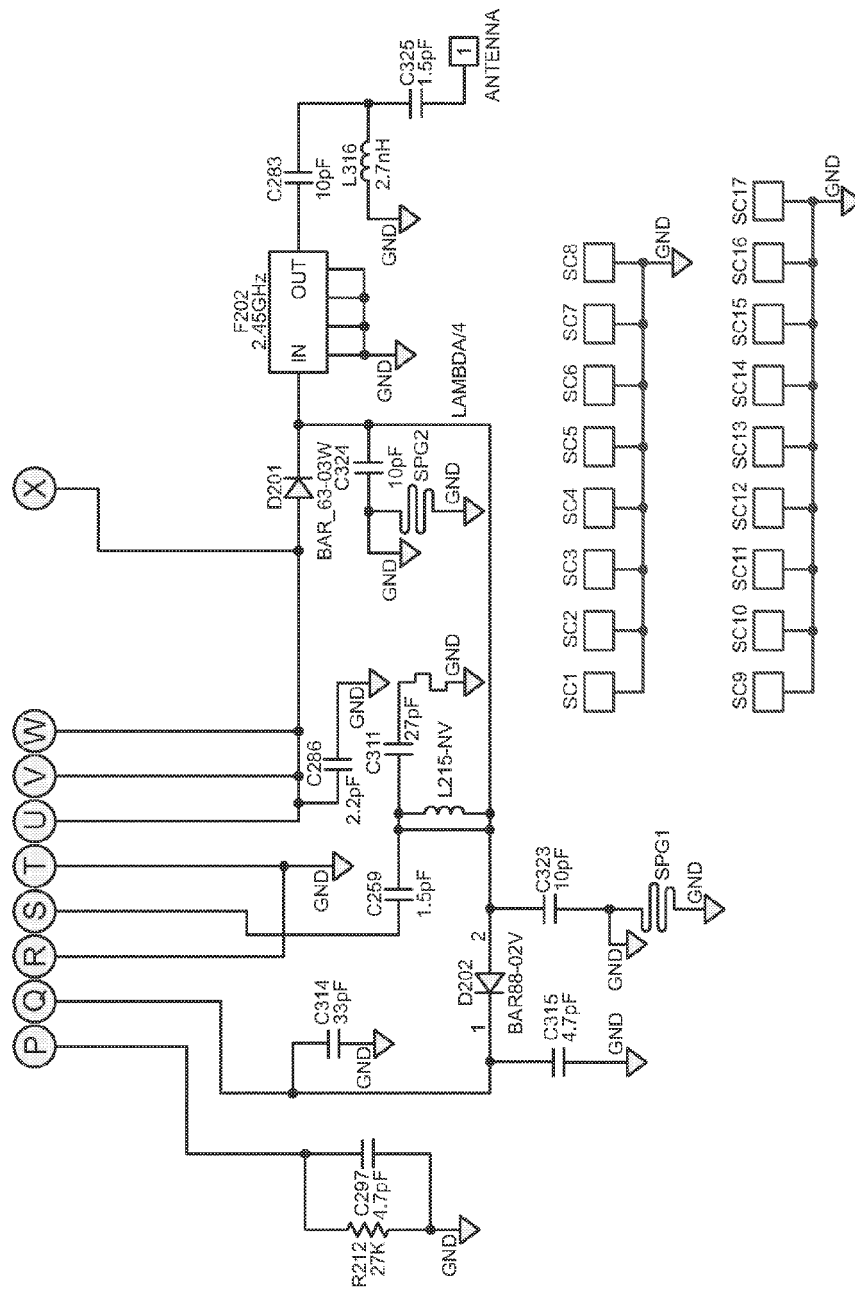 P
Q
R
S
T
U
V
W
X
R212
27K
C297
4.7pF
GND
C314
33pF
GND
GND
C259
1.5pF
C286
2.2pF
GND
C311
27pF
GND
L215-NV
D201
BAR_63-03W
C324
10pF
SPG2
GND
GND
F202
2.45GHz
IN
OUT
GND
C283
10pF
L316
2.7nH
GND
C325
1.5pF
1
ANTENNA
LAMBDA/4
1
D202
2
BAR88-02V
C315
4.7pF
GND
C323
10pF
GND
SPG1
GND
SC1
SC2
SC3
SC4
SC5
SC6
SC7
SC8
GND
SC9
SC10
SC11
SC12
SC13
SC14
SC15
SC16
SC17
GND